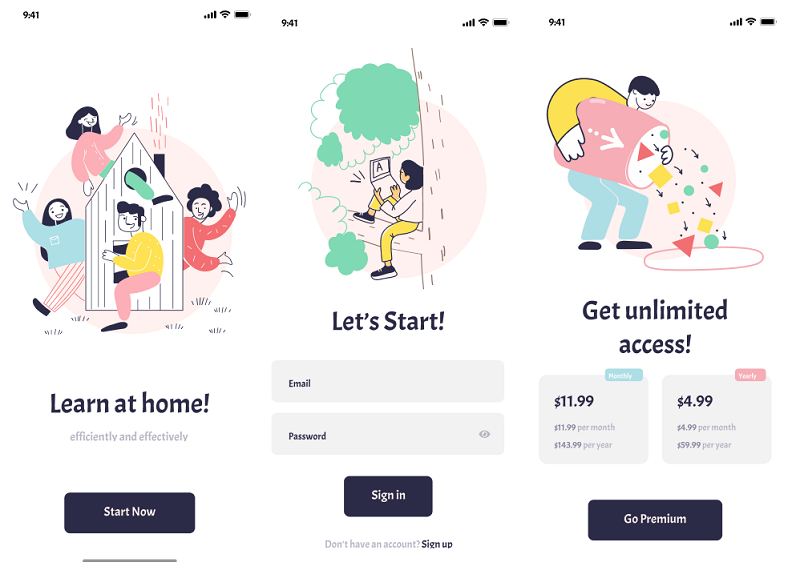 9:41
Learn at home!
efficiently and effectively
Start Now
9:41
A
Let's Start!
Email
Password
Sign in
Don't have an account? Sign up
9:41
Get unlimited
access!
Monthly
$11.99
$11.99 per month
$143.99 per year
Yearly
$4.99
$4.99 per month
$59.99 per year
Go Premium